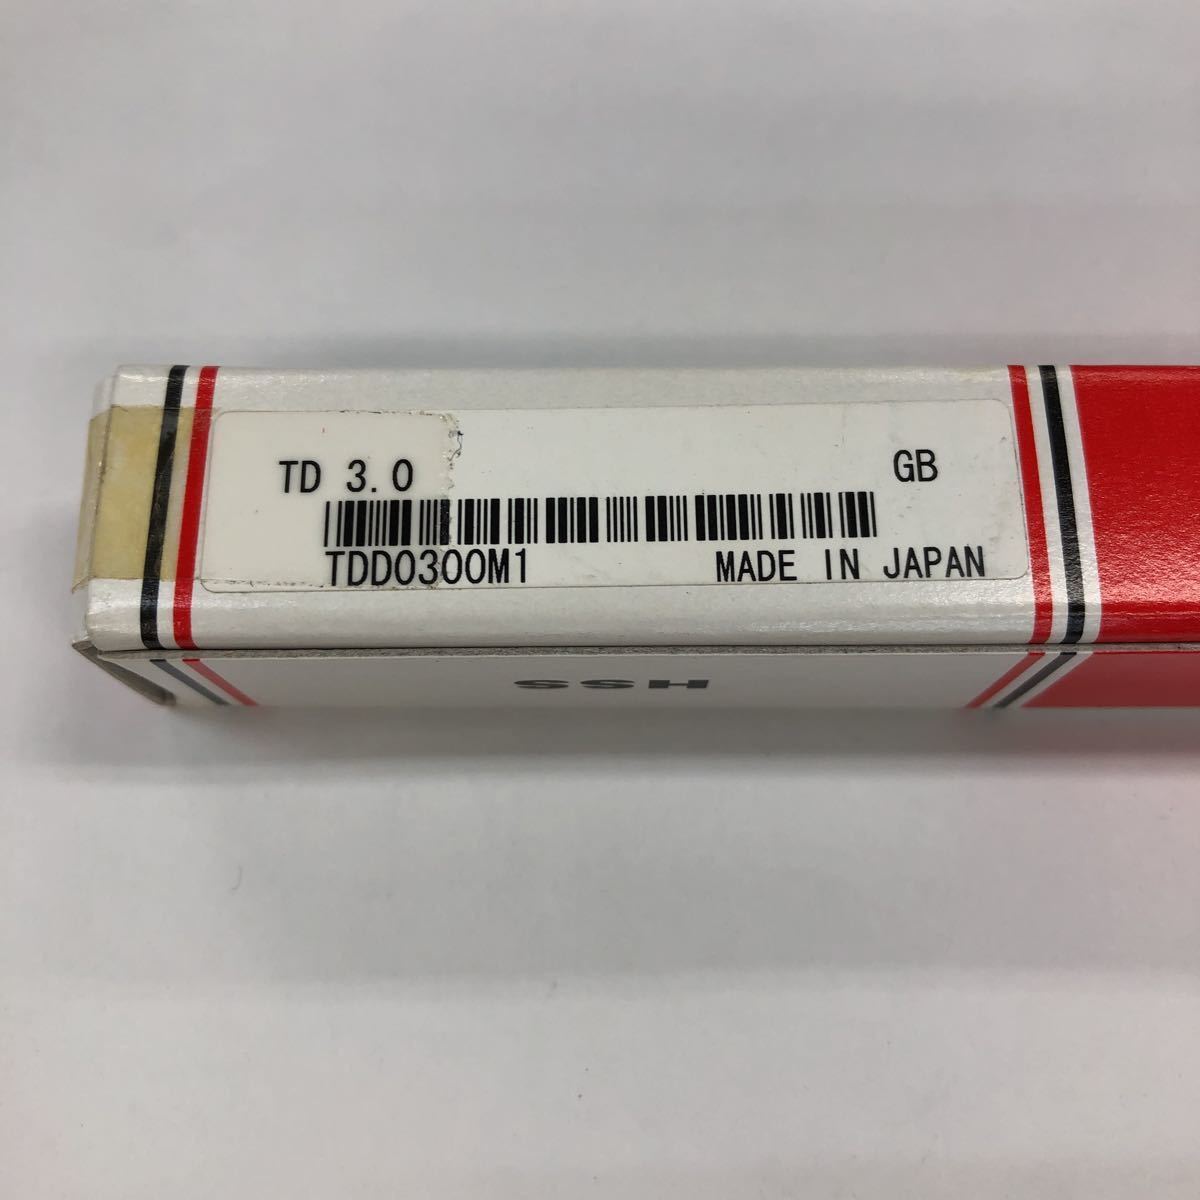 TD 3.0 GB
TDD0300M1 MADE IN JAPAN
HSS